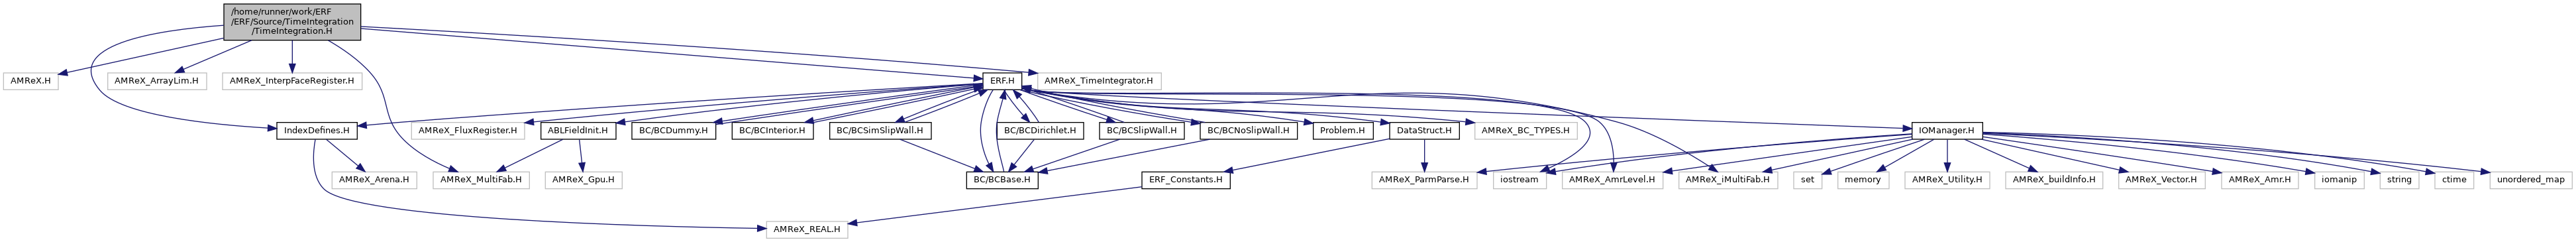 /home/runner/work/ERF
/ERF/Source/TimeIntegration
/TimeIntegration.H
AMReX.H
AMReX_ArrayLim.H
AMReX_InterpFaceRegister.H
ERF.H
AMReX_TimeIntegrator.H
IndexDefines.H
AMReX_FluxRegister.H
ABLFieldInit.H
BC/BCDummy.H
BC/BCInterior.H
BC/BCSimSlipWall.H
BC/BCDirichlet.H
BC/BCSlipWall.H
BC/BCNoSlipWall.H
Problem.H
DataStruct.H
AMReX_BC_TYPES.H
IOManager.H
AMReX_Arena.H
AMReX_MultiFab.H
AMReX_Gpu.H
BC/BCBase.H
ERF_Constants.H
AMReX_ParmParse.H
iostream
AMReX_AmrLevel.H
AMReX_iMultiFab.H
set
memory
AMReX_Utility.H
AMReX_buildInfo.H
AMReX_Vector.H
AMReX_Amr.H
iomanip
string
ctime
unordered_map
AMReX_REAL.H